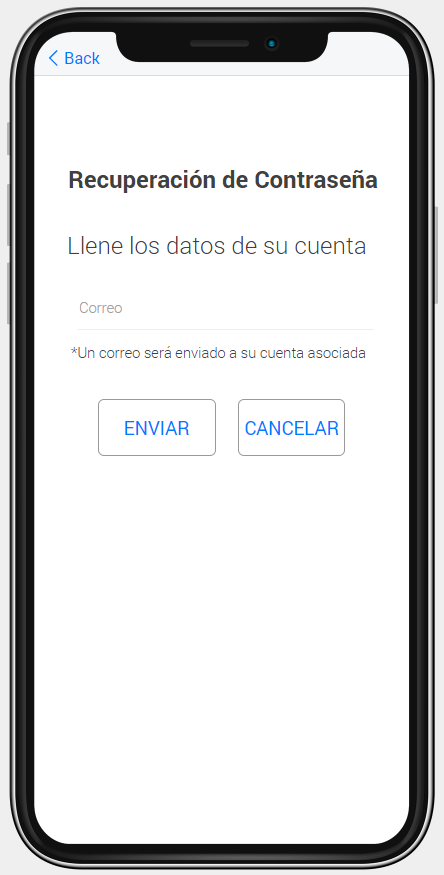 Back
Recuperación de Contraseña
Llene los datos de su cuenta
Correo
*Un correo será enviado a su cuenta asociada
ENVIAR CANCELAR